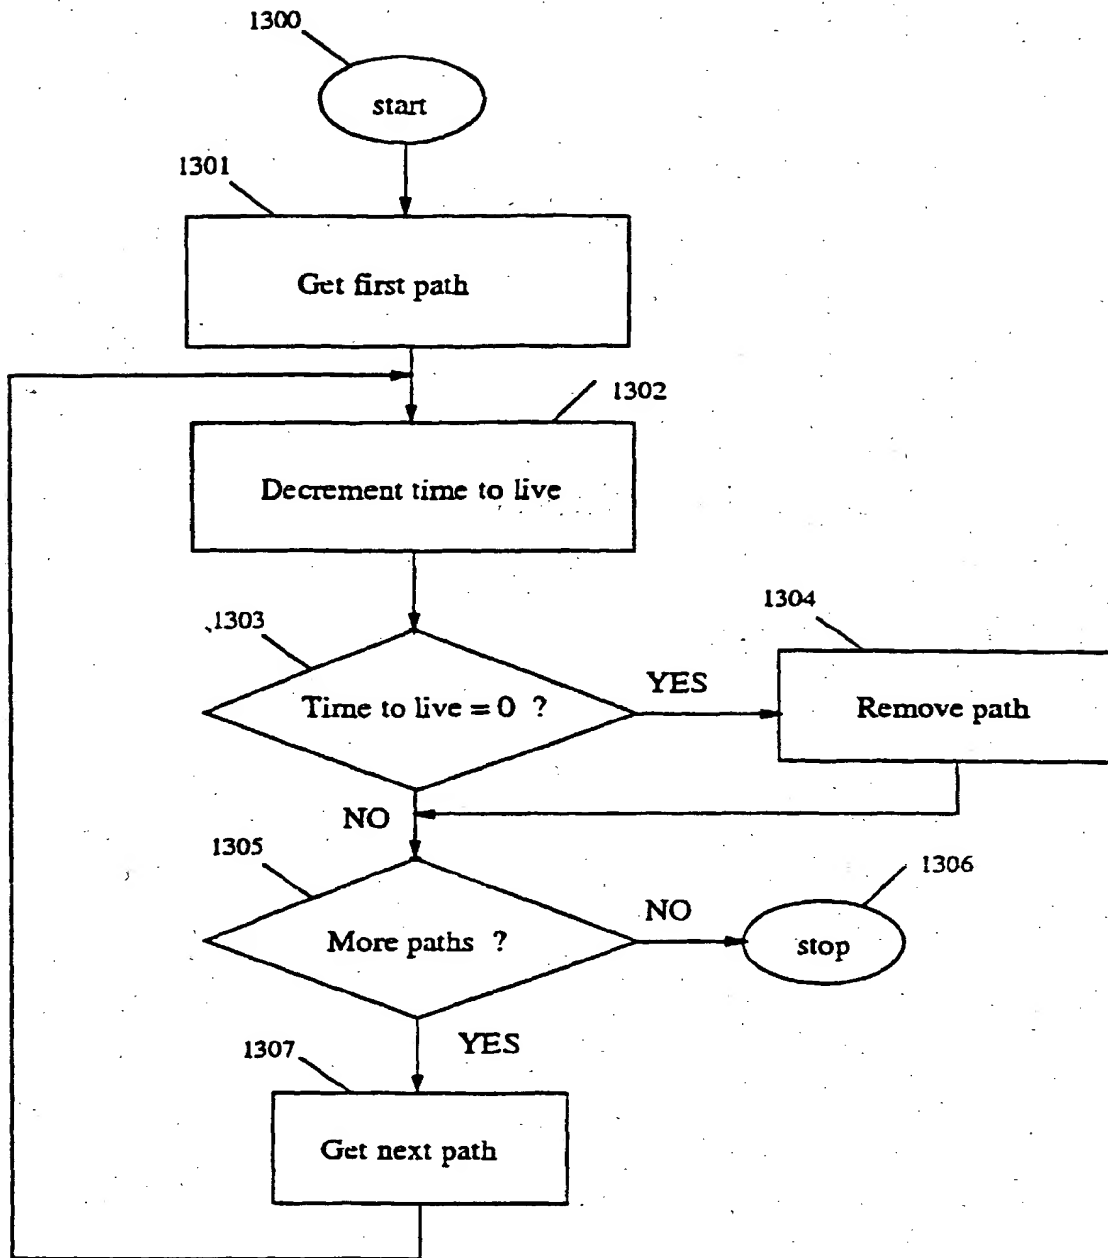 1300
start
1301
Get first path
1302
Decrement time to live
1303
Time to live = 0 ?
YES
1304
Remove path
NO
1305
More paths ?
NO
1306
stop
YES
1307
Get next path